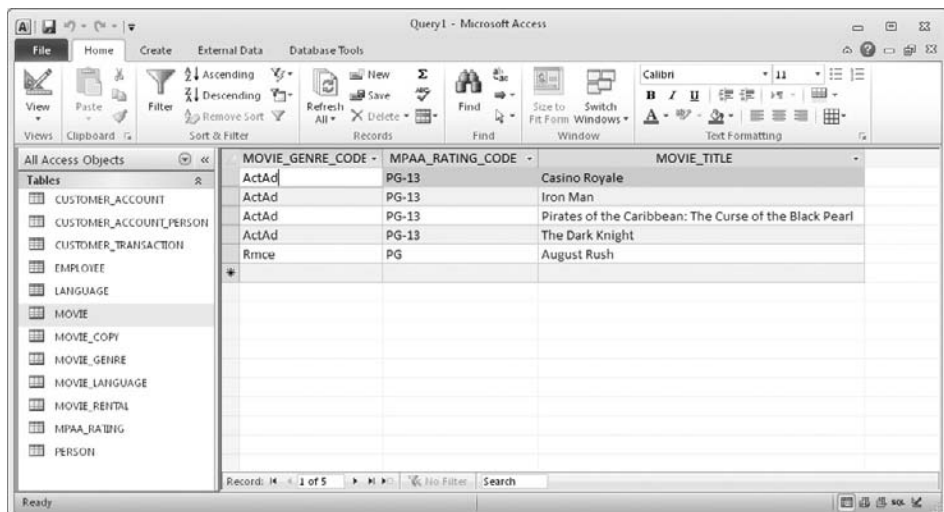 Query1 - Microsoft Access
File Home Create External Data Database Tools
View
Paste
Filter
Ascending
Descending
Remove Sort
Refresh All
New
Save
Delete
Find
Size to Fit Form
Switch Windows
Calibri 11
B I U
Views Clipboard Sort & Filter Records Find Window Text Formatting
All Access Objects
Tables
CUSTOMER_ACCOUNT
CUSTOMER_ACCOUNT_PERSON
CUSTOMER_TRANSACTION
EMPLOYEE
LANGUAGE
MOVIE
MOVIE_COPY
MOVIE_GENRE
MOVIE_LANGUAGE
MOVIE_RENTAL
MPAA_RATING
PERSON
MOVIE_GENRE_CODE MPAA_RATING_CODE MOVIE_TITLE
ActAd PG-13 Casino Royale
ActAd PG-13 Iron Man
ActAd PG-13 Pirates of the Caribbean: The Curse of the Black Pearl
ActAd PG-13 The Dark Knight
Rmce PG August Rush
Record: 1 of 5 No Filter Search
Ready SQL